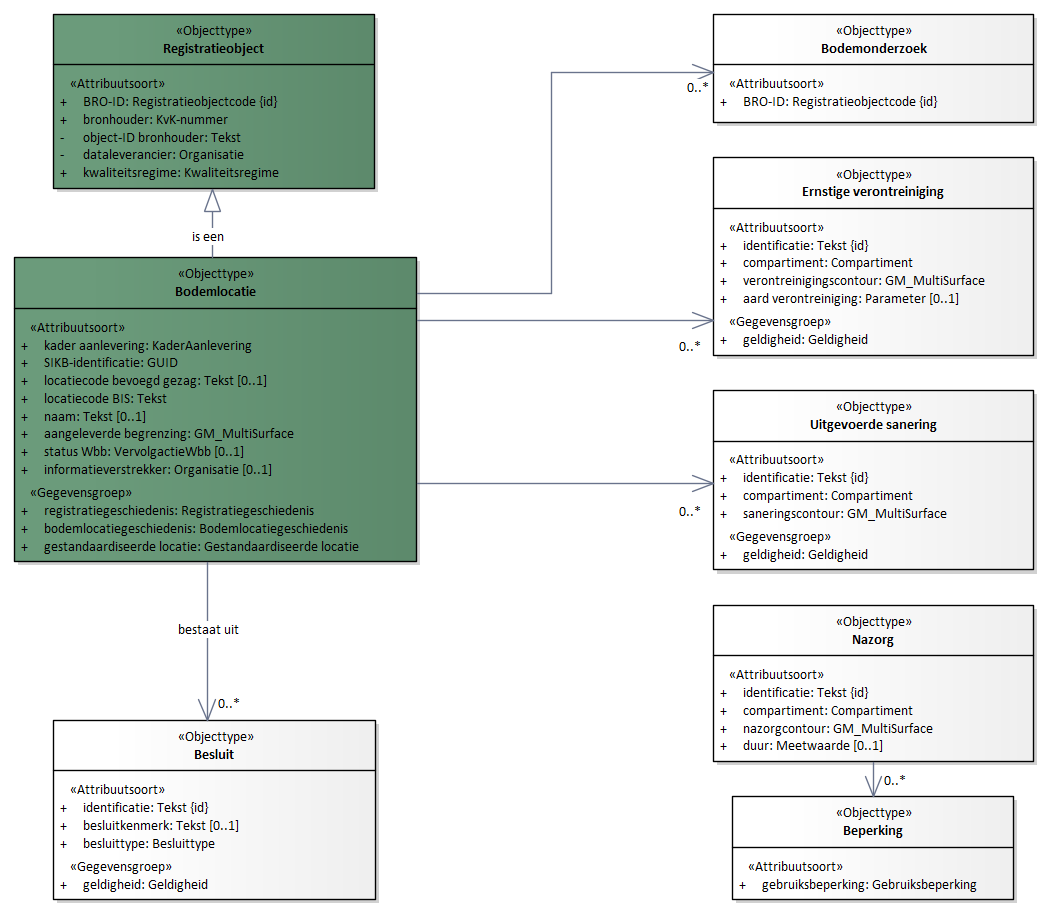 «Objecttype»
Registratieobject
«Attribuutsoort»
+ BRO-ID: Registratieobjectcode {id}
+ bronhouder: KvK-nummer
- object-ID bronhouder: Tekst
- dataleverancier: Organisatie
+ kwaliteitsregime: Kwaliteitsregime
is een
«Objecttype»
Bodemlocatie
«Attribuutsoort»
+ kader aanlevering: KaderAanlevering
+ SIKB-identificatie: GUID
+ locatiecode bevoegd gezag: Tekst [0..1]
+ locatiecode BIS: Tekst
+ naam: Tekst [0..1]
+ aangeleverde begrenzing: GM_MultiSurface
+ status Wbb: VervolgactieWbb [0..1]
+ informatieverstrekker: Organisatie [0..1]
«Gegevensgroep»
+ registratiegeschiedenis: Registratiegeschiedenis
+ bodemlocatiegeschiedenis: Bodemlocatiegeschiedenis
+ gestandaardiseerde locatie: Gestandaardiseerde locatie
bestaat uit
0..*
«Objecttype»
Besluit
«Attribuutsoort»
+ identificatie: Tekst {id}
+ besluitkenmerk: Tekst [0..1]
+ besluittype: Besluittype
«Gegevensgroep»
+ geldigheid: Geldigheid
0..*
«Objecttype»
Bodemonderzoek
«Attribuutsoort»
+ BRO-ID: Registratieobjectcode {id}
0..*
«Objecttype»
Ernstige verontreiniging
«Attribuutsoort»
+ identificatie: Tekst {id}
+ compartiment: Compartiment
+ verontreinigingscontour: GM_MultiSurface
+ aard verontreiniging: Parameter [0..1]
«Gegevensgroep»
+ geldigheid: Geldigheid
0..*
«Objecttype»
Uitgevoerde sanering
«Attribuutsoort»
+ identificatie: Tekst {id}
+ compartiment: Compartiment
+ saneringscontour: GM_MultiSurface
«Gegevensgroep»
+ geldigheid: Geldigheid
«Objecttype»
Nazorg
«Attribuutsoort»
+ identificatie: Tekst {id}
+ compartiment: Compartiment
+ nazorgcontour: GM_MultiSurface
+ duur: Meetwaarde [0..1]
0..*
«Objecttype»
Beperking
«Attribuutsoort»
+ gebruiksbeperking: Gebruiksbeperking